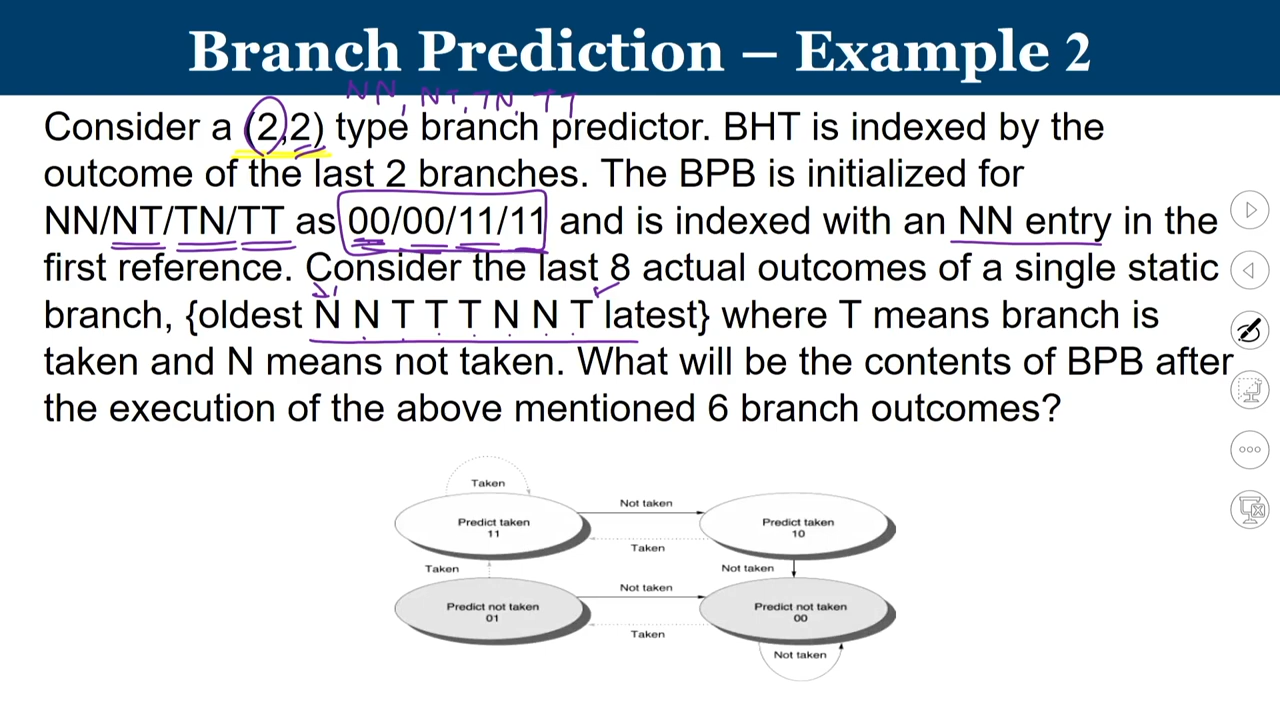 Branch Prediction – Example 2
NN, NT, TN, TT
Consider a (2,2) type branch predictor. BHT is indexed by the
outcome of the last 2 branches. The BPB is initialized for
NN/NT/TN/TT as 00/00/11/11 and is indexed with an NN entry in the
first reference. Consider the last 8 actual outcomes of a single static
branch, {oldest N N T T T N N T latest} where T means branch is
taken and N means not taken. What will be the contents of BPB after
the execution of the above mentioned 6 branch outcomes?
Taken
Predict taken
11
Not taken
Taken
Predict taken
10
Taken
Not taken
Predict not taken
01
Not taken
Taken
Predict not taken
00
Not taken